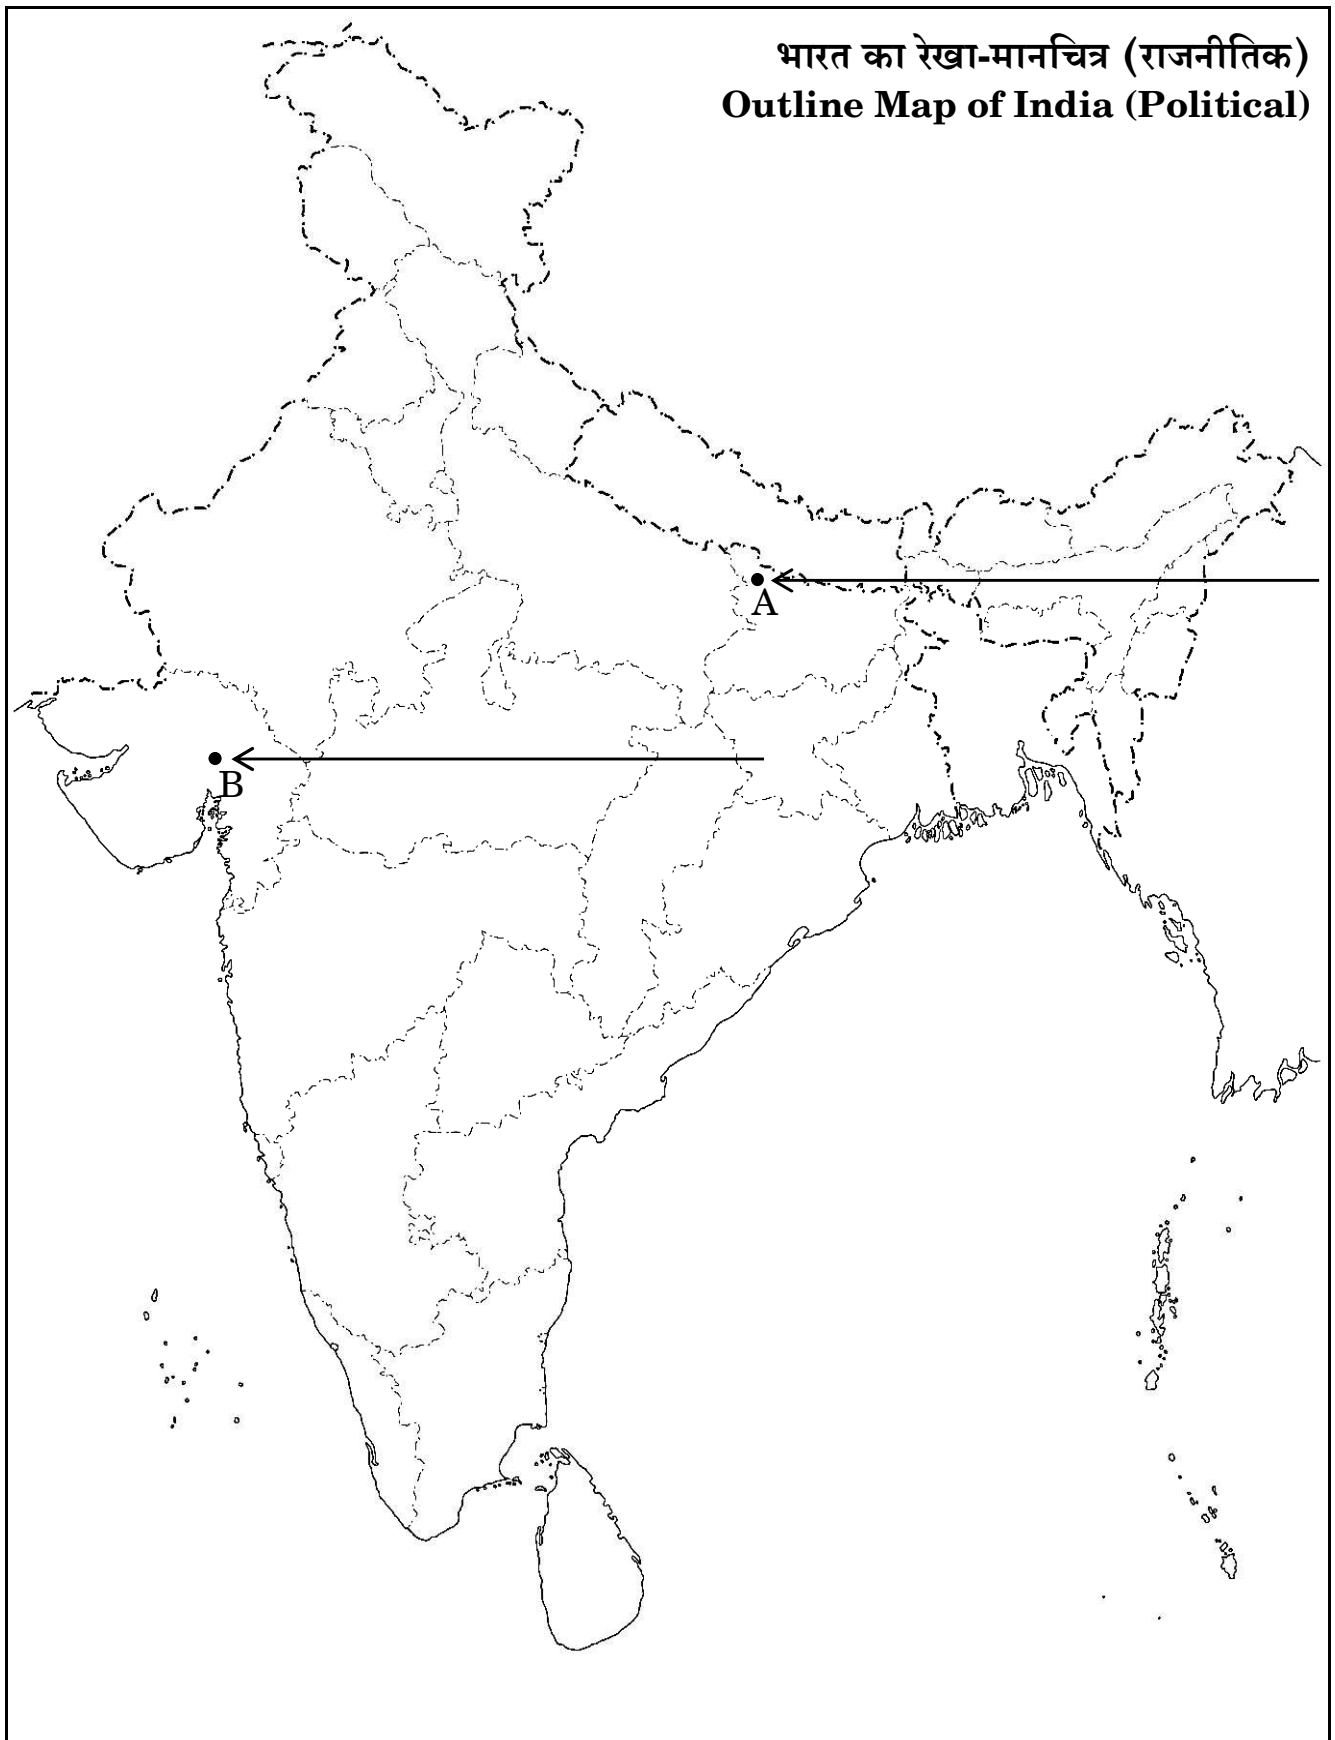 भारत का रेखा-मानचित्र (राजनीतिक)
Outline Map of India (Political)
A
B